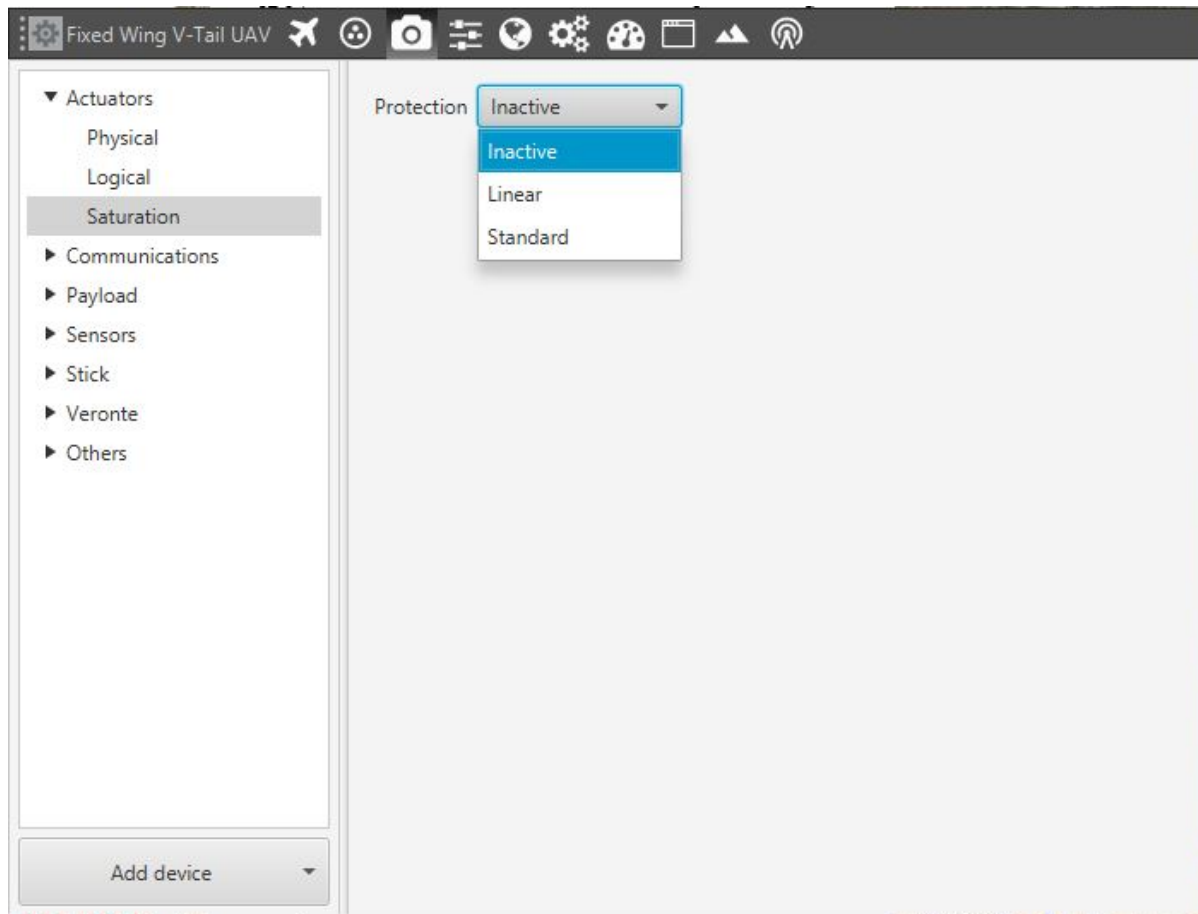 Fixed Wing V-Tail UAV
Actuators
Physical
Logical
Saturation
Communications
Payload
Sensors
Stick
Veronte
Others
Add device
Protection Inactive
Inactive
Linear
Standard